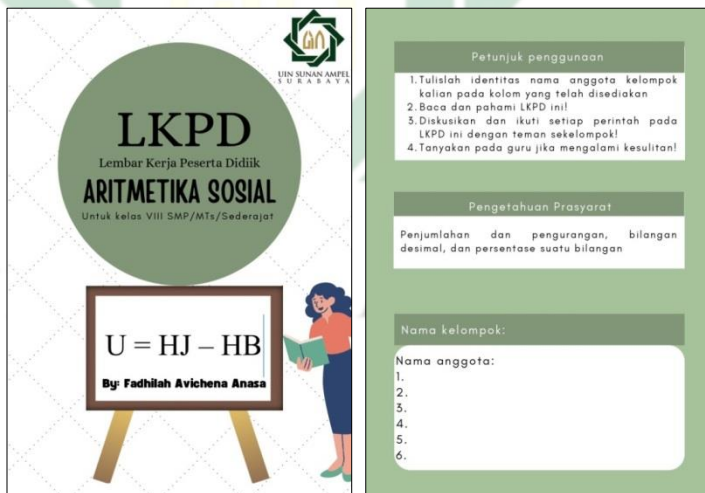 UIN SUNAN AMPEL
S U R A B A Y A
LKPD
Lembar Kerja Peserta Didiik
ARITMETIKA SOSIAL
Untuk kelas VIII SMP/MTs/Sederajat
U = HJ – HB
By: Fadhilah Avichena Anasa
Petunjuk penggunaan
1.Tulislah identitas nama anggota kelompok
kalian pada kolom yang telah disediakan
2.Baca dan pahami LKPD ini!
3.Diskusikan dan ikuti setiap perintah pada
LKPD ini dengan teman sekelompok!
4.Tanyakan pada guru jika mengalami kesulitan!
Pengetahuan Prasyarat
Penjumlahan dan pengurangan, bilangan
desimal, dan persentase suatu bilangan
Nama kelompok:
Nama anggota:
1.
2.
3.
4.
5.
6.